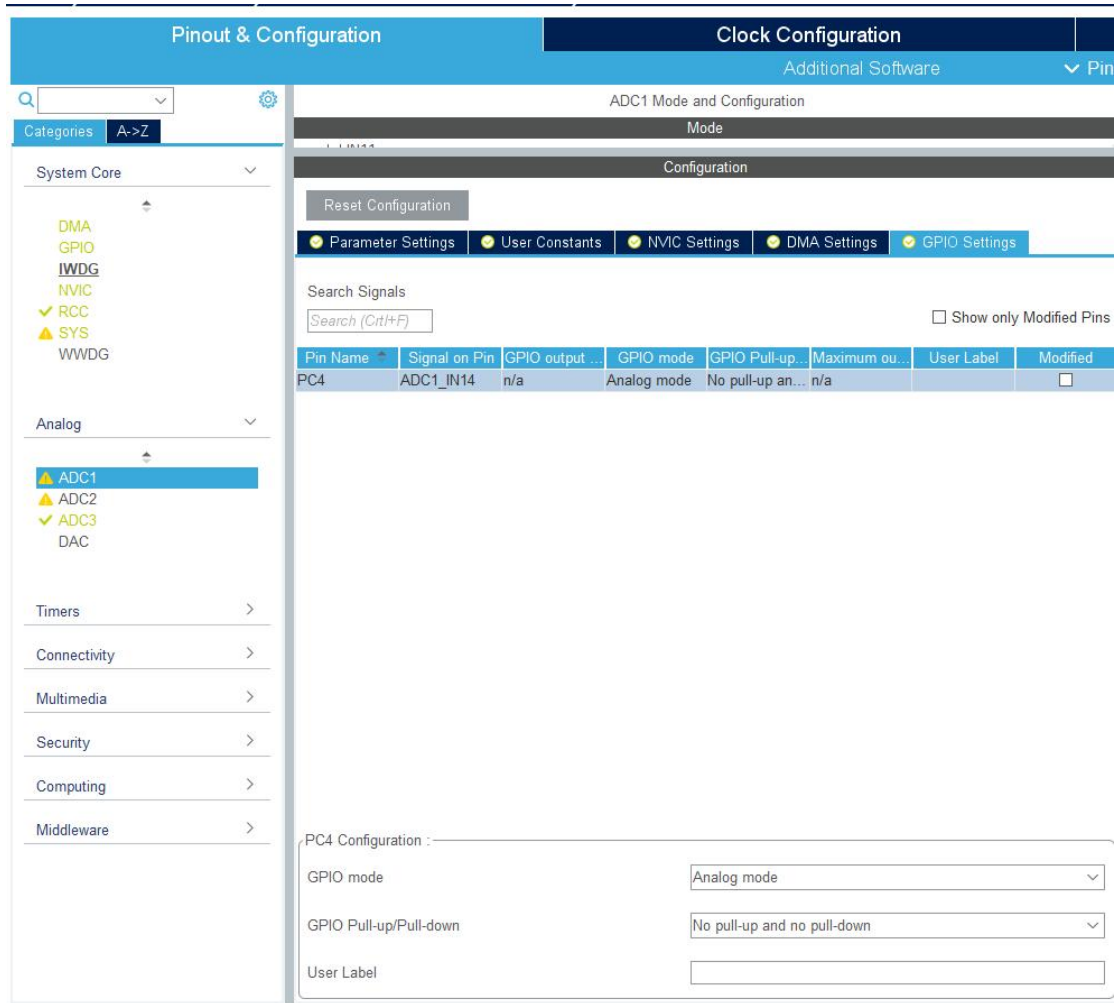 Pinout & Configuration
Clock Configuration
Additional Software
Pin
ADC1 Mode and Configuration
Mode
Categories
A->Z
Configuration
System Core
Reset Configuration
DMA
GPIO
IWDG
NVIC
RCC
SYS
WWDG
Parameter Settings
User Constants
NVIC Settings
DMA Settings
GPIO Settings
Search Signals
Search (Crtl+F)
Show only Modified Pins
Pin Name Signal on Pin GPIO output ... GPIO mode GPIO Pull-up... Maximum ou... User Label Modified
PC4 ADC1_IN14 n/a Analog mode No pull-up an... n/a
Analog
ADC1
ADC2
ADC3
DAC
Timers
Connectivity
Multimedia
Security
Computing
Middleware
PC4 Configuration :
GPIO mode Analog mode
GPIO Pull-up/Pull-down No pull-up and no pull-down
User Label